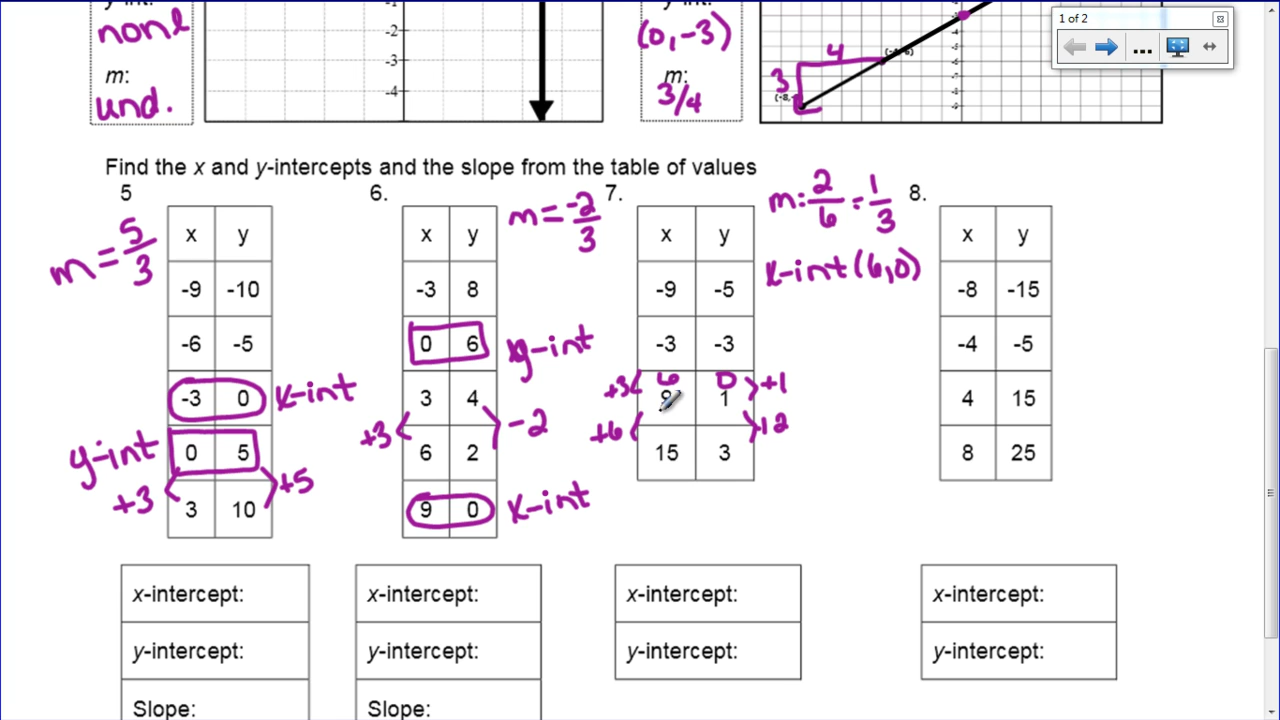 none
m:
und.
-2
-3
-4
(0,-3)
m:
3/4
4
3
1 of 2
Find the x and y-intercepts and the slope from the table of values
5
m = 5/3
x y
-9 -10
-6 -5
-3 0 x-int
y-int 0 5
+3 +5
3 10
6.
m = -2/3
x y
-3 8
0 6 y-int
3 4
+3 -2
6 2
9 0 x-int
7.
m: 2/6 = 1/3
x-int (6,0)
x y
-9 -5
-3 -3
6 0
+3 +1
9 1
+6 +2
15 3
8.
x y
-8 -15
-4 -5
4 15
8 25
x-intercept:
y-intercept:
Slope:
x-intercept:
y-intercept:
Slope:
x-intercept:
y-intercept:
x-intercept:
y-intercept: